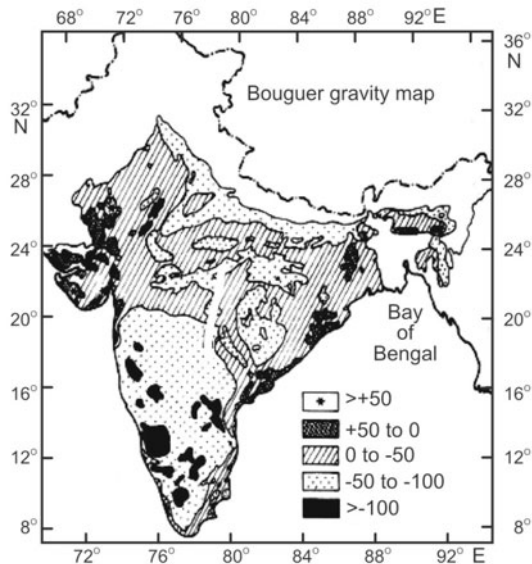 68° 72° 76° 80° 84° 88° 92° E
36° N
Bouguer gravity map
32° N
32°
28°
28°
24°
24°
20°
20°
Bay of Bengal
16°
16°
12°
12°
8°
8°
>+50
+50 to 0
0 to -50
-50 to -100
>-100
72° 76° 80° 84° 88° 92° E